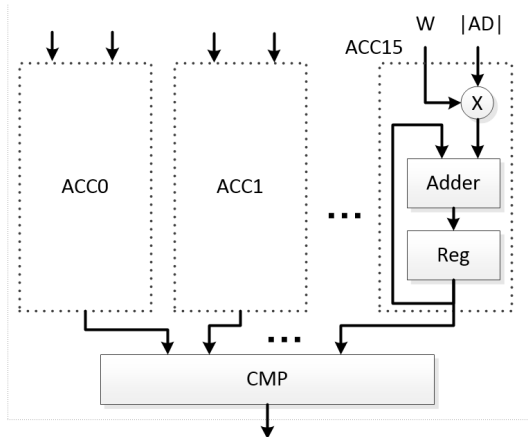 W |AD|
ACC15
X
ACC0 ACC1 Adder
...
Reg
...
CMP